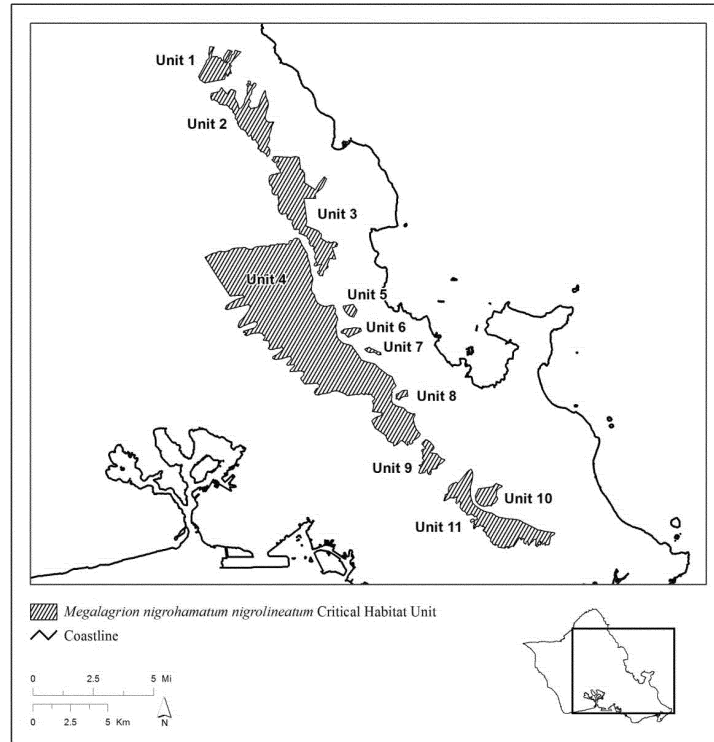 Unit 1
Unit 2
Unit 3
Unit 4
Unit 5
Unit 6
Unit 7
Unit 8
Unit 9
Unit 10
Unit 11
Megalagrion nigrohamatum nigrolineatum Critical Habitat Unit
Coastline
0 2.5 5 Mi
0 2.5 5 Km
N